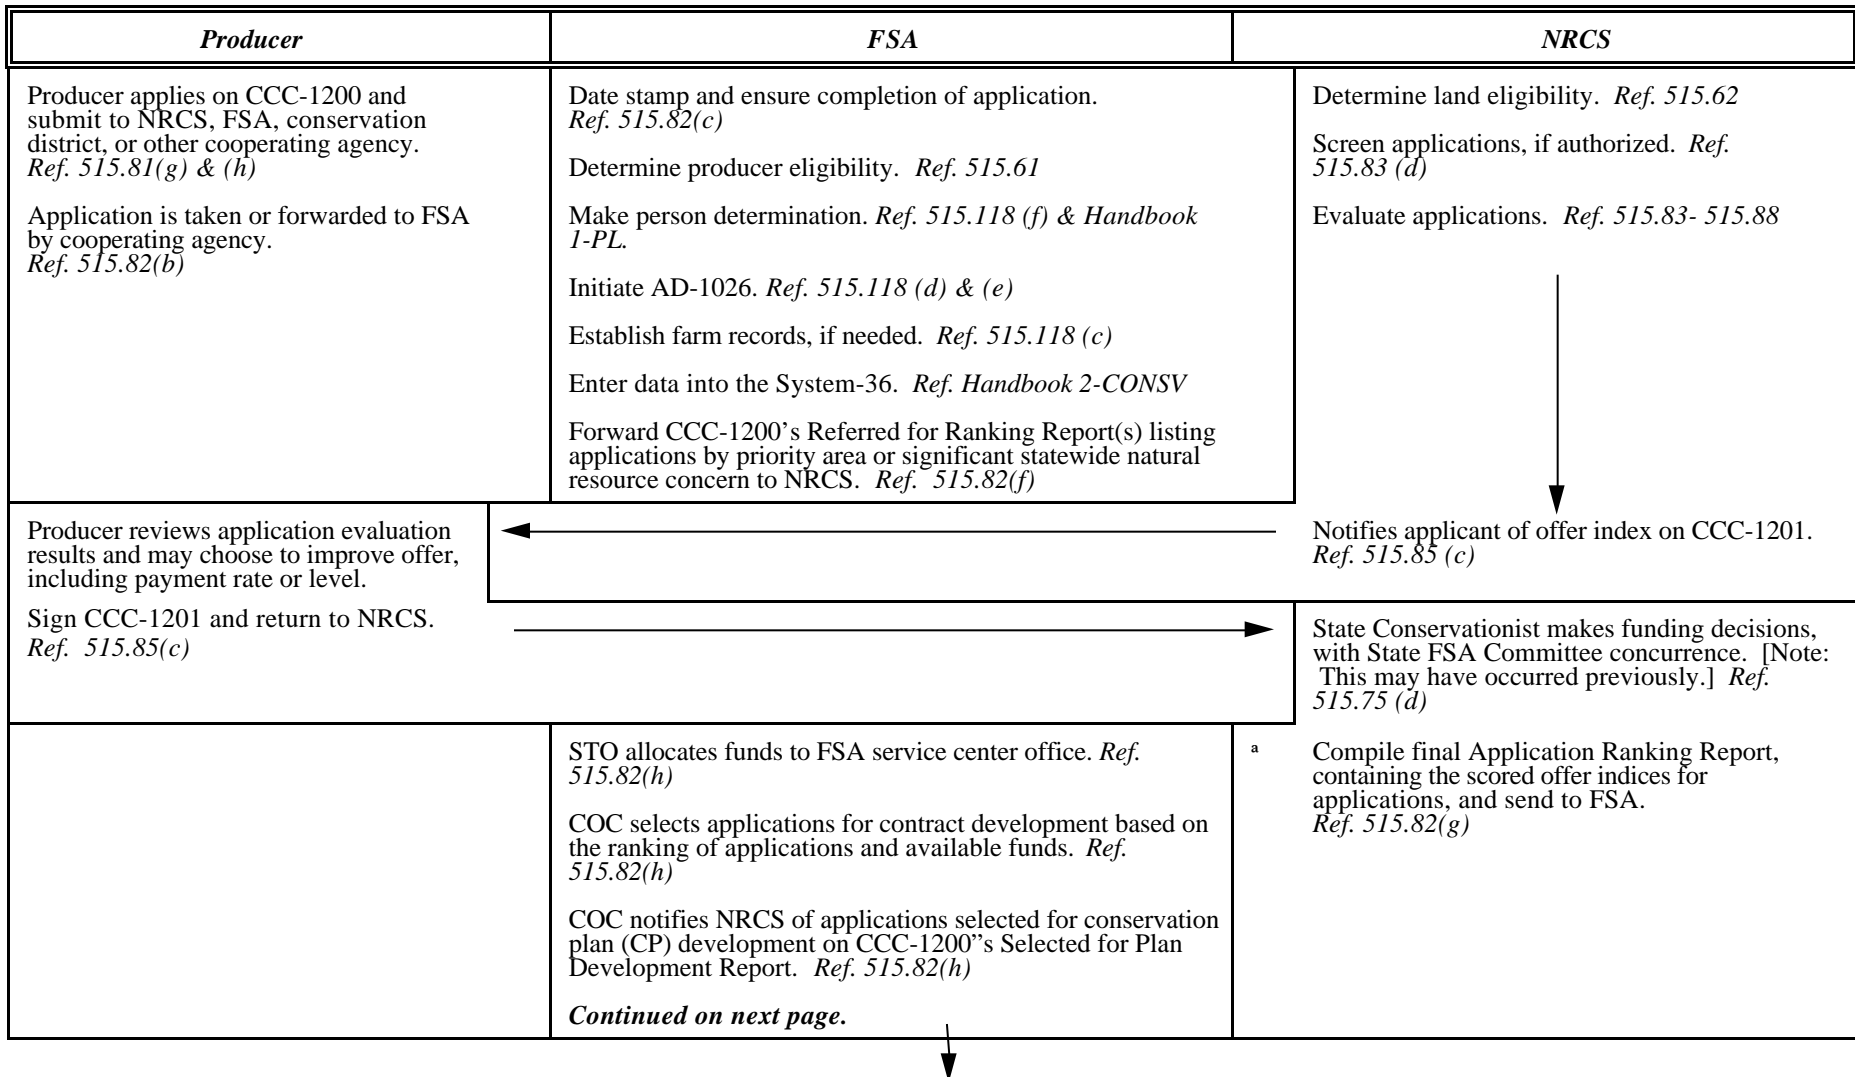 Producer
FSA
NRCS
Producer applies on CCC-1200 and
submit to NRCS, FSA, conservation
district, or other cooperating agency.
Ref. 515.81(g) & (h)
Application is taken or forwarded to FSA
by cooperating agency.
Ref. 515.82(b)
Date stamp and ensure completion of application.
Ref. 515.82(c)
Determine producer eligibility. Ref. 515.61
Make person determination. Ref. 515.118 (f) & Handbook
1-PL.
Initiate AD-1026. Ref. 515.118 (d) & (e)
Establish farm records, if needed. Ref. 515.118 (c)
Enter data into the System-36. Ref. Handbook 2-CONSV
Forward CCC-1200’s Referred for Ranking Report(s) listing
applications by priority area or significant statewide natural
resource concern to NRCS. Ref. 515.82(f)
Determine land eligibility. Ref. 515.62
Screen applications, if authorized. Ref.
515.83 (d)
Evaluate applications. Ref. 515.83- 515.88
Producer reviews application evaluation
results and may choose to improve offer,
including payment rate or level.
Sign CCC-1201 and return to NRCS.
Ref. 515.85(c)
Notifies applicant of offer index on CCC-1201.
Ref. 515.85 (c)
State Conservationist makes funding decisions,
with State FSA Committee concurrence. [Note:
This may have occurred previously.] Ref.
515.75 (d)
STO allocates funds to FSA service center office. Ref.
515.82(h)
COC selects applications for contract development based on
the ranking of applications and available funds. Ref.
515.82(h)
COC notifies NRCS of applications selected for conservation
plan (CP) development on CCC-1200”s Selected for Plan
Development Report. Ref. 515.82(h)
Continued on next page.
a
Compile final Application Ranking Report,
containing the scored offer indices for
applications, and send to FSA.
Ref. 515.82(g)